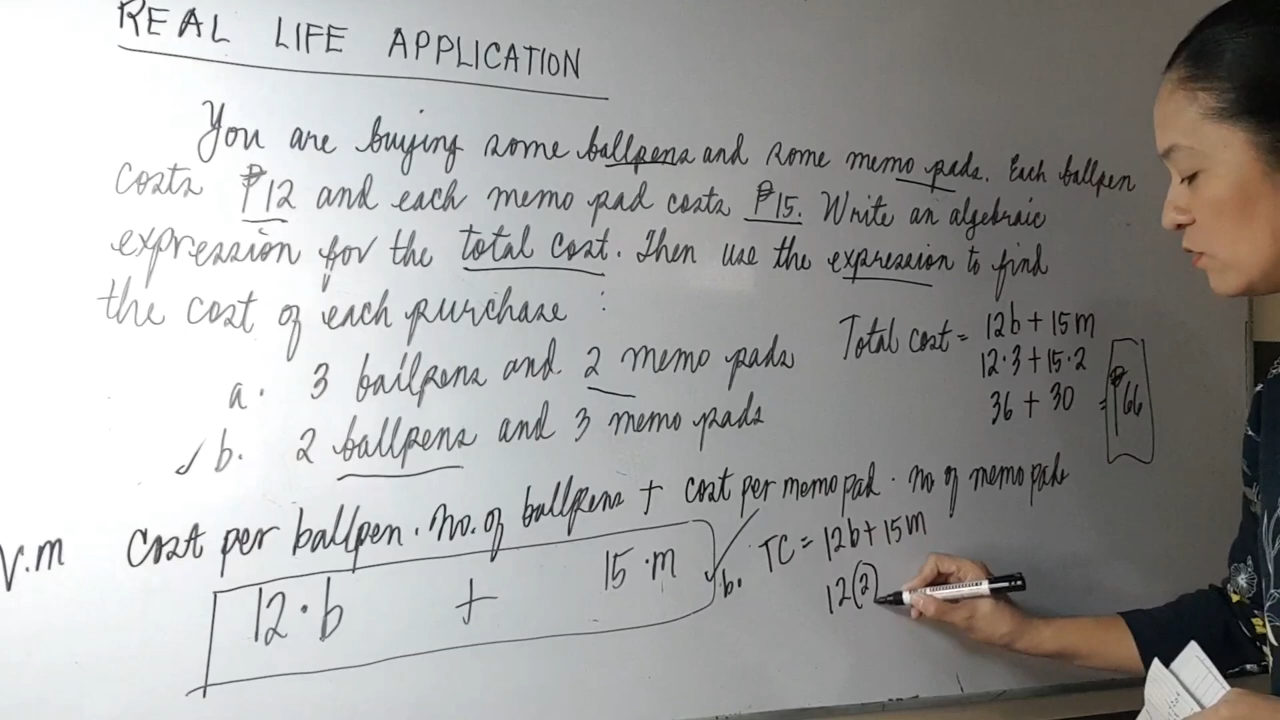 REAL LIFE APPLICATION
You are buying some ballpens and some memo pads. Each ballpen
costs ₱12 and each memo pad costs ₱15. Write an algebraic
expression for the total cost. Then use the expression to find
the cost of each purchase:
a. 3 ballpens and 2 memo pads
✓ b. 2 ballpens and 3 memo pads
Total cost = 12b + 15m
12·3 + 15·2
36 + 30 = ₱66
V.m Cost per ballpen · No. of ballpens + cost per memo pad · no of memo pads
12·b + 15·m
b. TC = 12b + 15m
12(2)